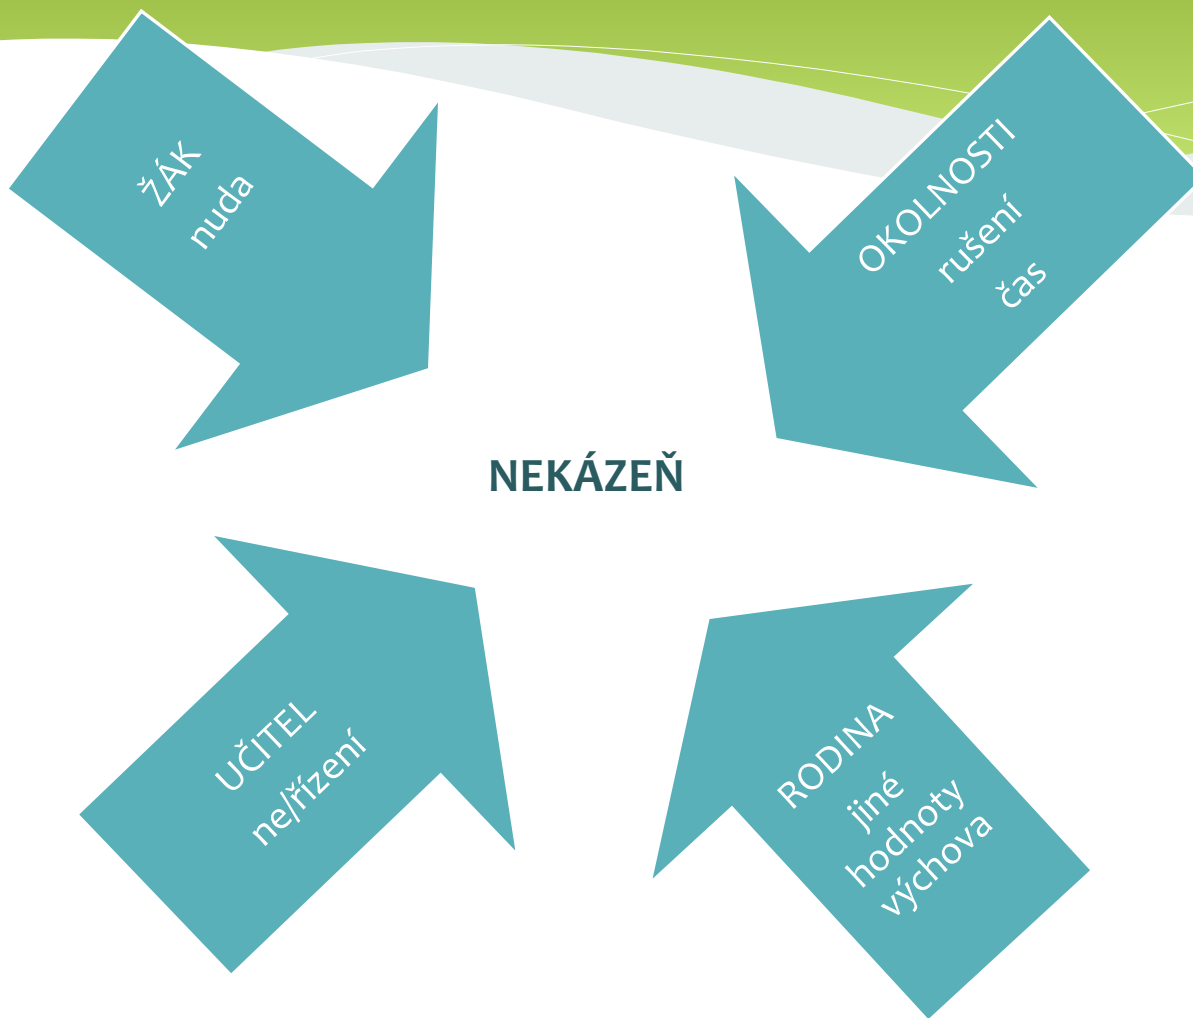 ŽÁK
nuda
OKOLNOSTI
rušení
čas
NEKÁZEŇ
UČITEL
ne/řízení
RODINA
jiné
hodnoty
výchova